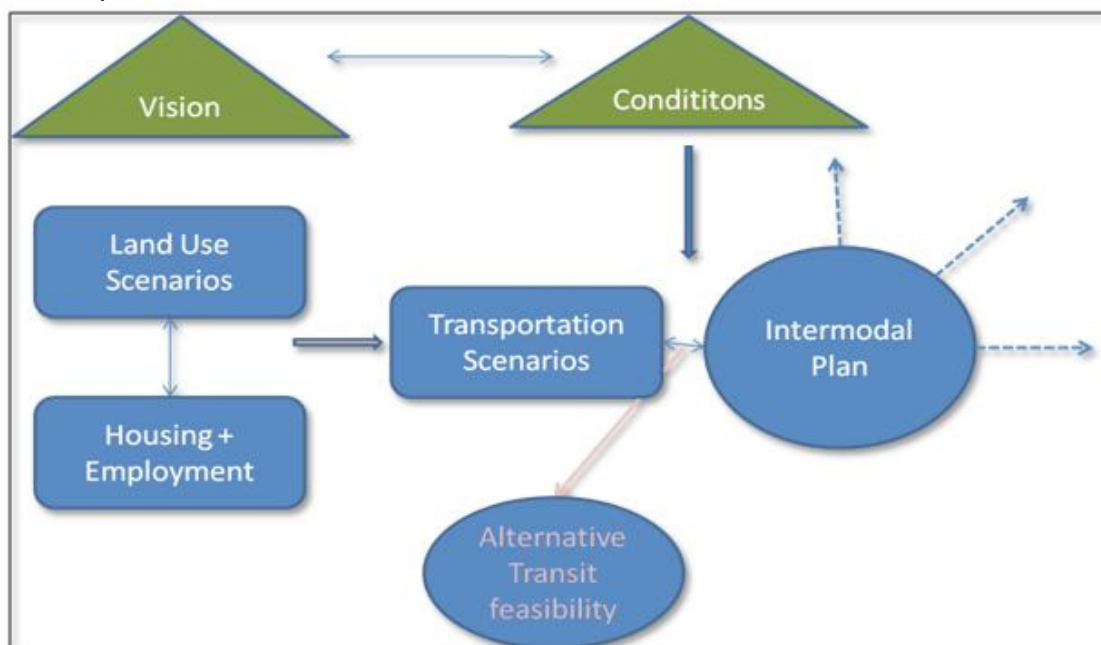 Vision
Condititons
Land Use
Scenarios
Transportation
Scenarios
Intermodal
Plan
Housing +
Employment
Alternative
Transit
feasibility